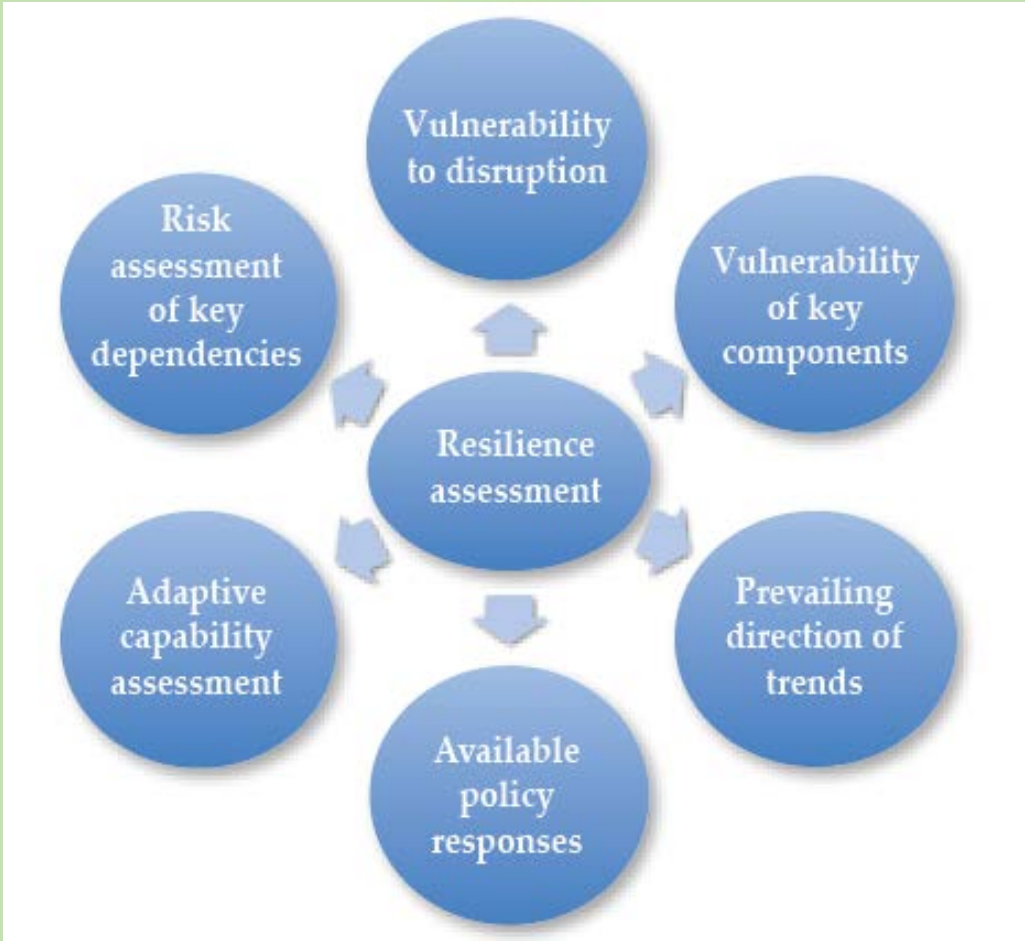 Vulnerability
to disruption
Risk
assessment
of key
dependencies
Vulnerability
of key
components
Resilience
assessment
Adaptive
capability
assessment
Prevailing
direction of
trends
Available
policy
responses